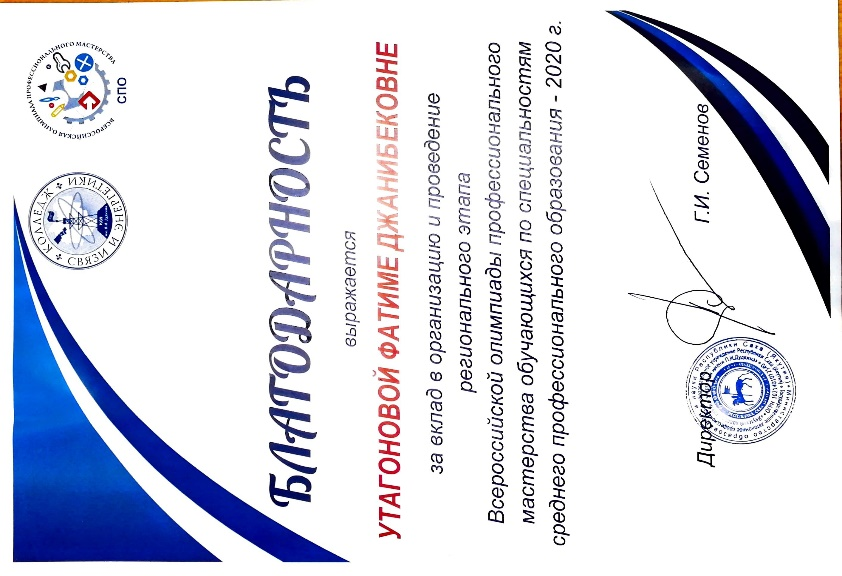 ВСЕРОССИЙСКАЯ ОЛИМПИАДА ПРОФЕССИОНАЛЬНОГО МАСТЕРСТВА
СПО
КОЛЛЕДЖ СВЯЗИ И ЭНЕРГЕТИКИ
БЛАГОДАРНОСТЬ
выражается
УТАГОНОВОЙ ФАТИМЕ ДЖАНИБЕКОВНЕ
за вклад в организацию и проведение
регионального этапа
Всероссийской олимпиады профессионального
мастерства обучающихся по специальностям
среднего профессионального образования - 2020 г.
Директор Г.И. Семенов